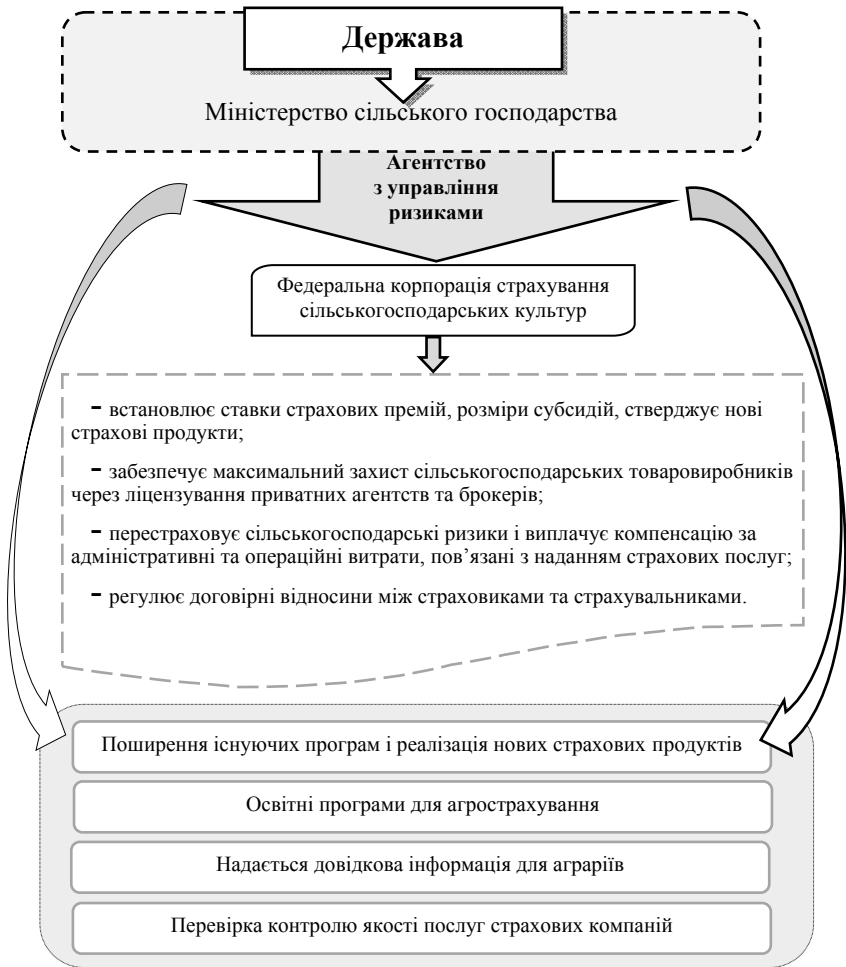 Держава
Міністерство сільського господарства
Агентство
з управління
ризиками
Федеральна корпорація страхування
сільськогосподарських культур
- встановлює ставки страхових премій, розміри субсидій, стверджує нові
страхові продукти;
- забезпечує максимальний захист сільськогосподарських товаровиробників
через ліцензування приватних агентств та брокерів;
- перестраховує сільськогосподарські ризики і виплачує компенсацію за
адміністративні та операційні витрати, пов’язані з наданням страхових послуг;
- регулює договірні відносини між страховиками та страхувальниками.
Поширення існуючих програм і реалізація нових страхових продуктів
Освітні програми для агрострахування
Надається довідкова інформація для аграріїв
Перевірка контролю якості послуг страхових компаній